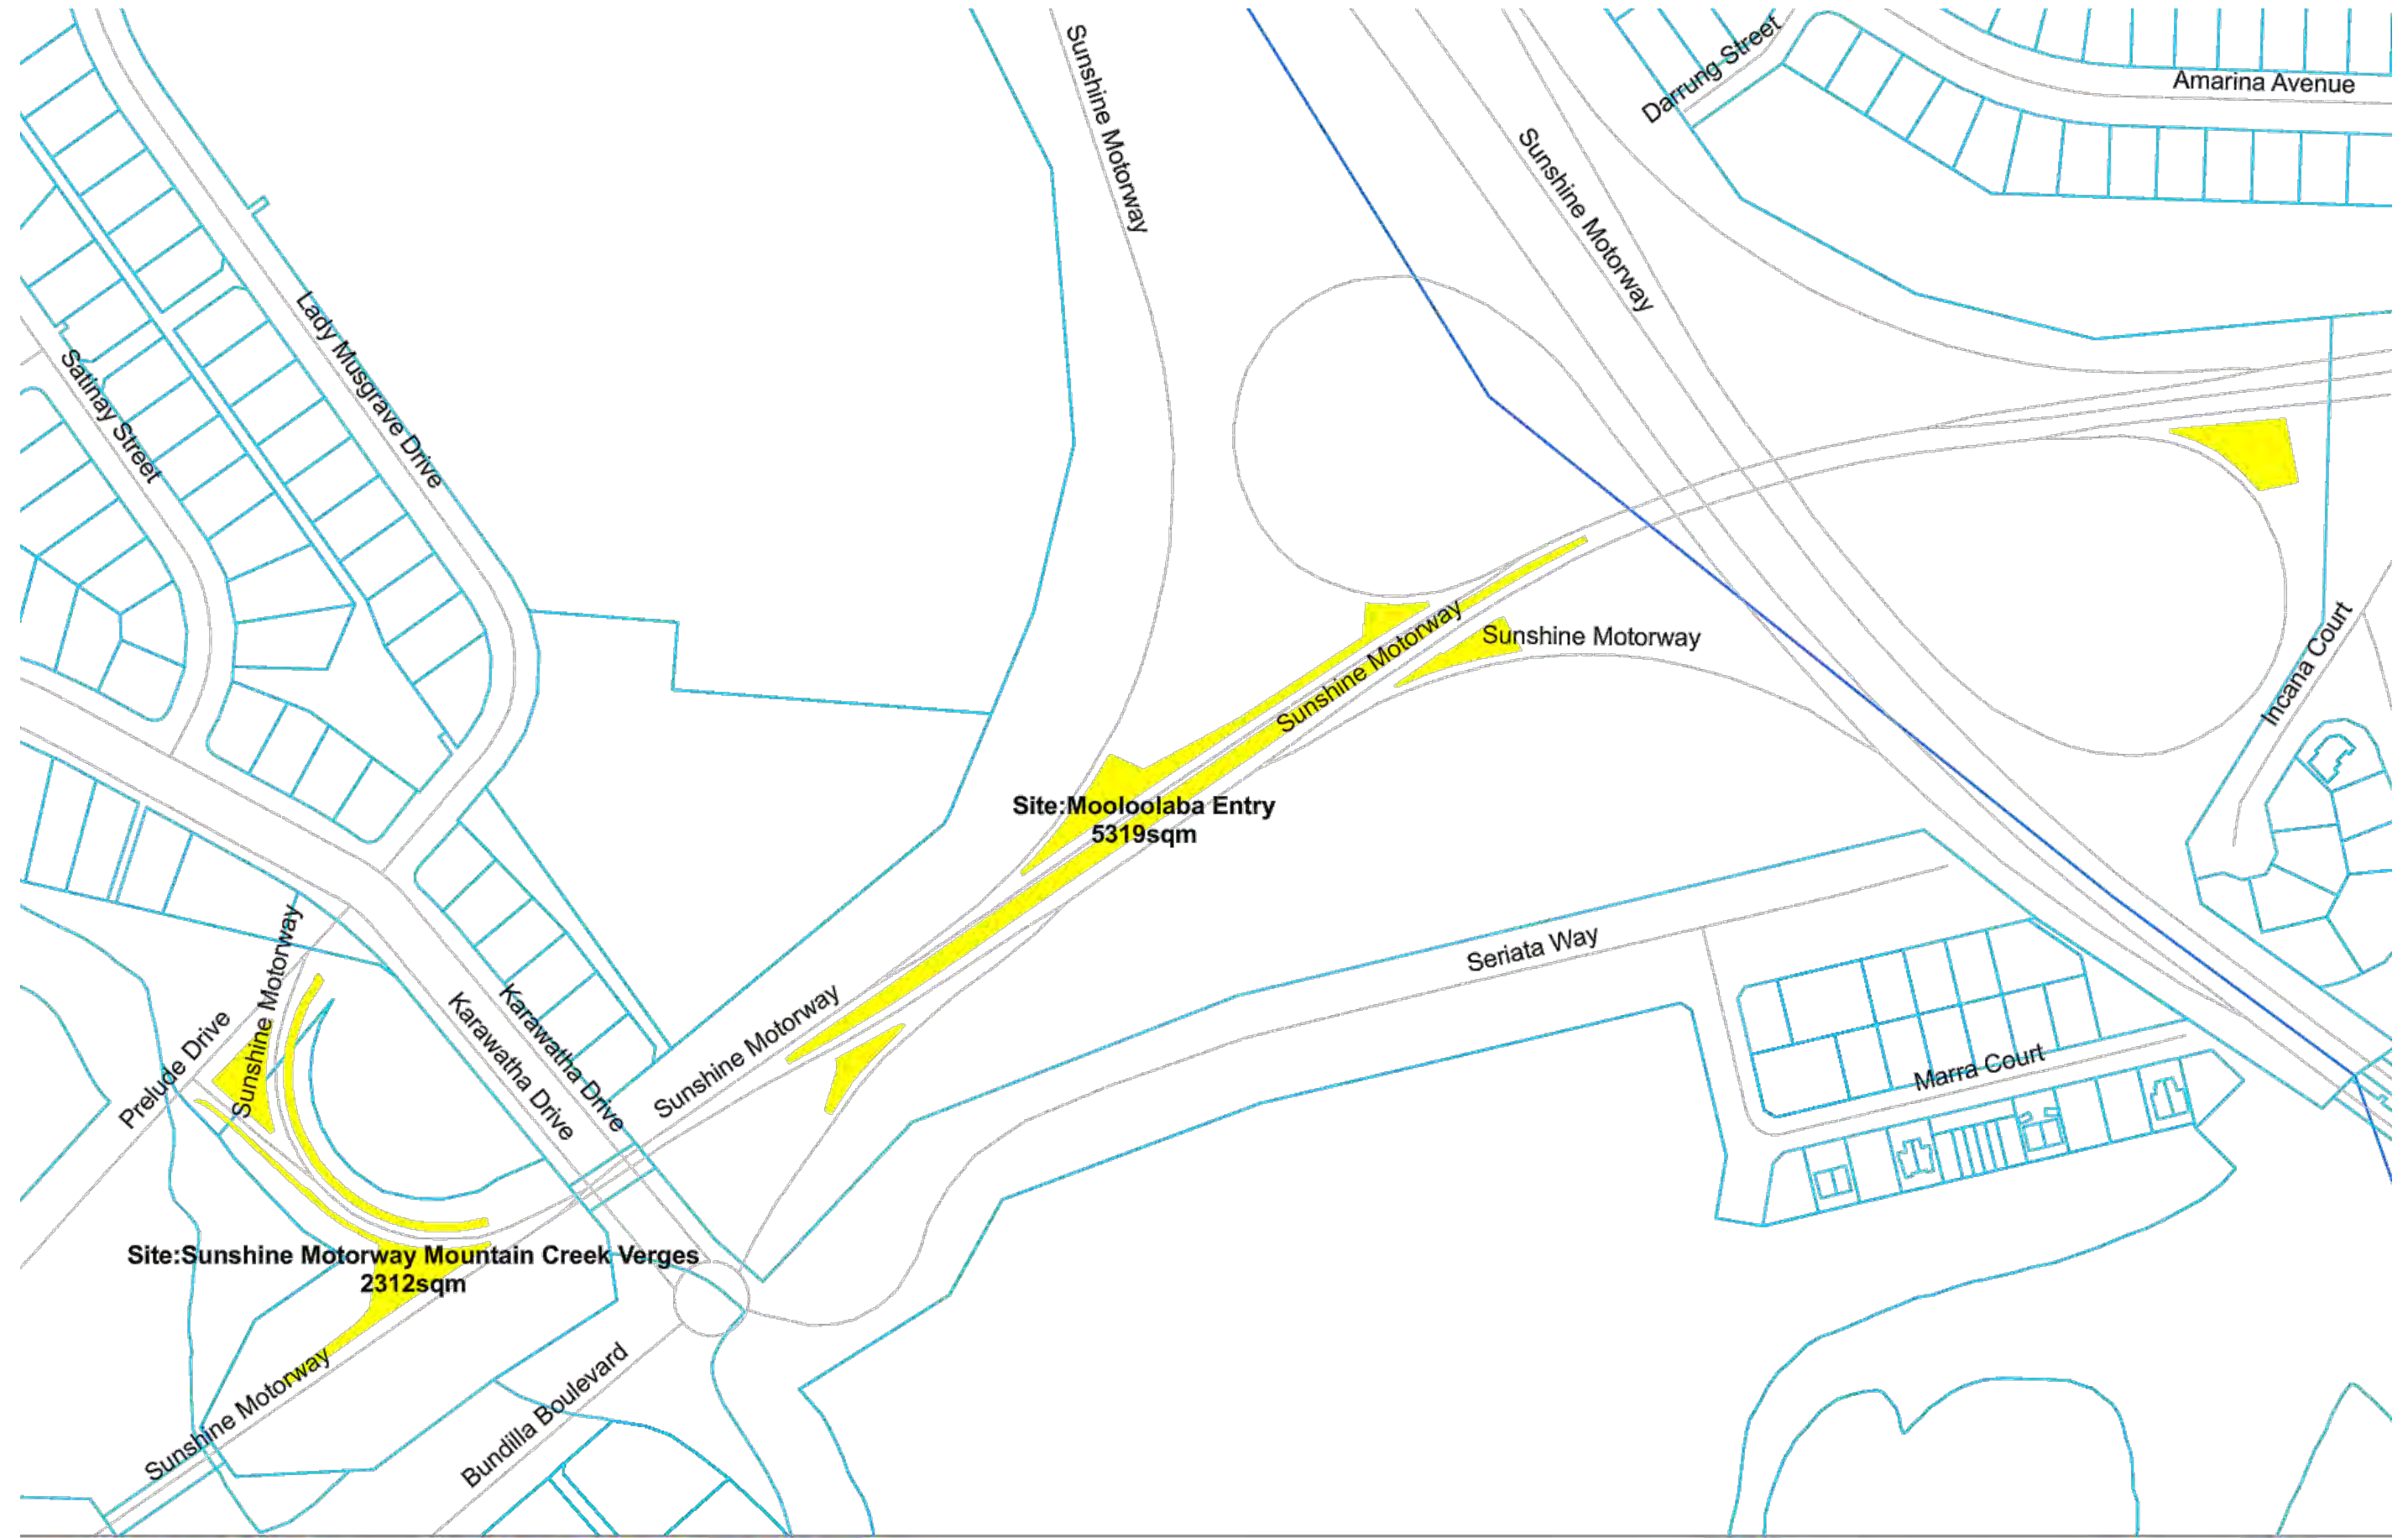 Sunshine Motorway
Darrung Street
Amarina Avenue
Sunshine Motorway
Lady Musgrave Drive
Satinay Street
Sunshine Motorway
Sunshine Motorway
Incana Court
Site:Mooloolaba Entry
5319sqm
Seriata Way
Sunshine Motorway
Prelude Drive
Karawatha Drive
Karawatha Drive
Sunshine Motorway
Marra Court
Site:Sunshine Motorway Mountain Creek Verges
2312sqm
Sunshine Motorway
Bundilla Boulevard